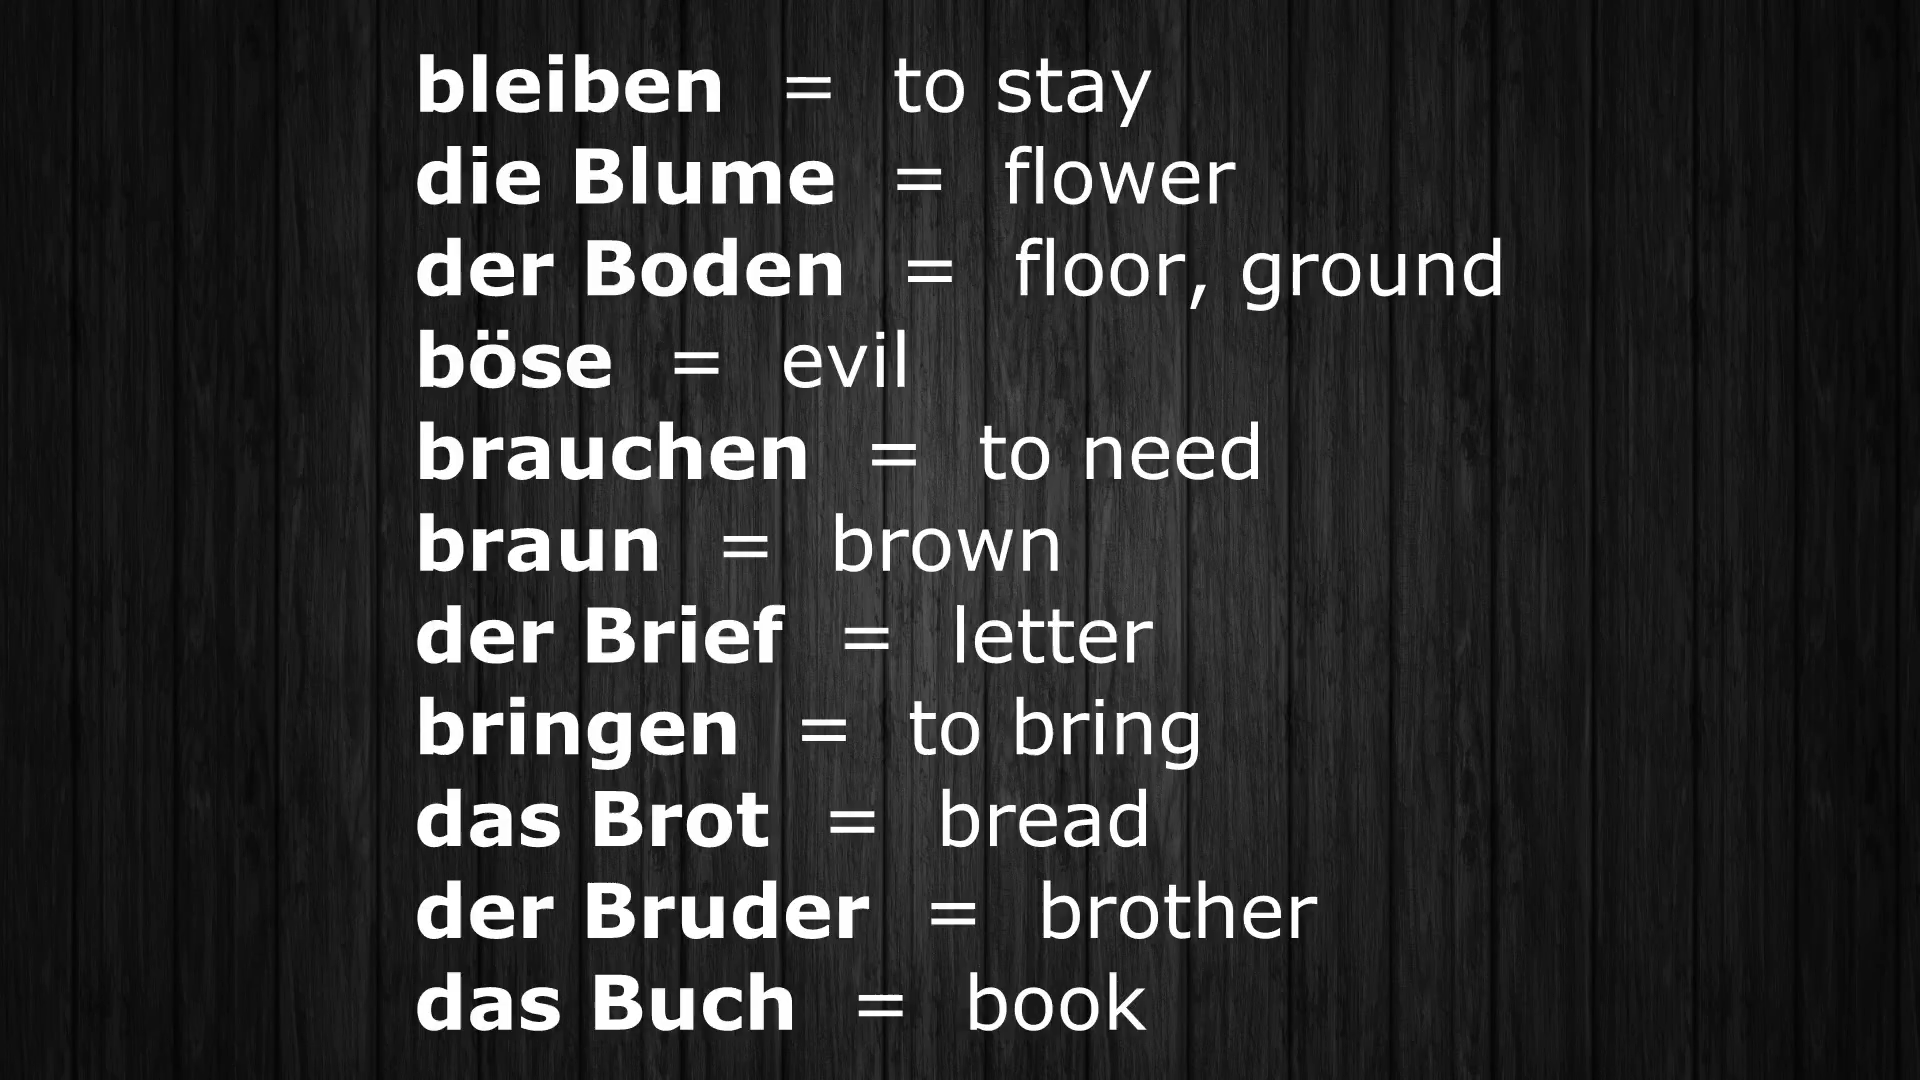 bleiben = to stay
die Blume = flower
der Boden = floor, ground
böse = evil
brauchen = to need
braun = brown
der Brief = letter
bringen = to bring
das Brot = bread
der Bruder = brother
das Buch = book